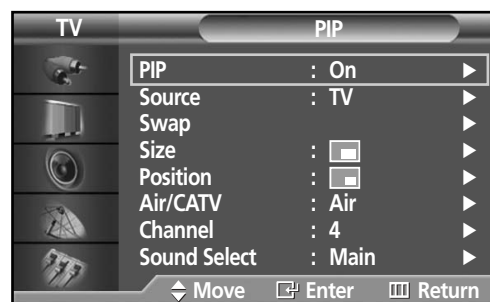 TV PIP
PIP : On
Source : TV
Swap
Size :
Position :
Air/CATV : Air
Channel : 4
Sound Select : Main
Move Enter Return